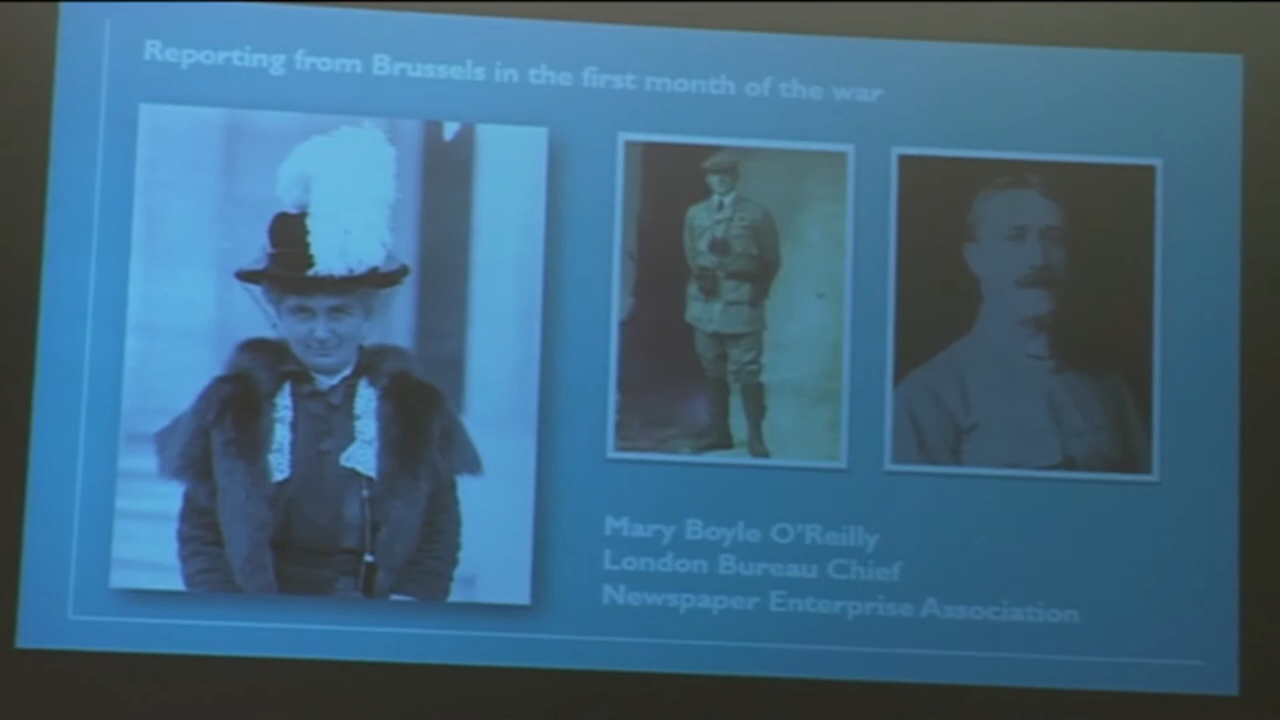 Reporting from Brussels in the first month of the war
Mary Boyle O'Reilly
London Bureau Chief
Newspaper Enterprise Association